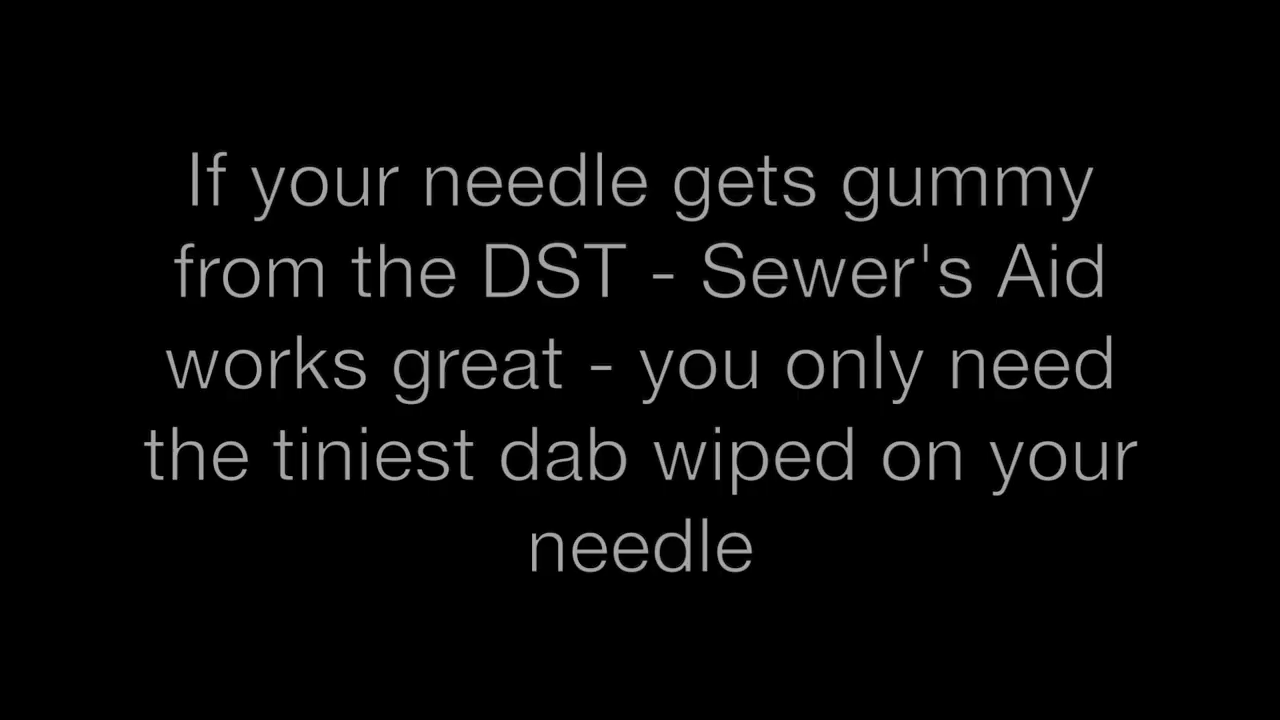 If your needle gets gummy
from the DST - Sewer's Aid
works great - you only need
the tiniest dab wiped on your
needle